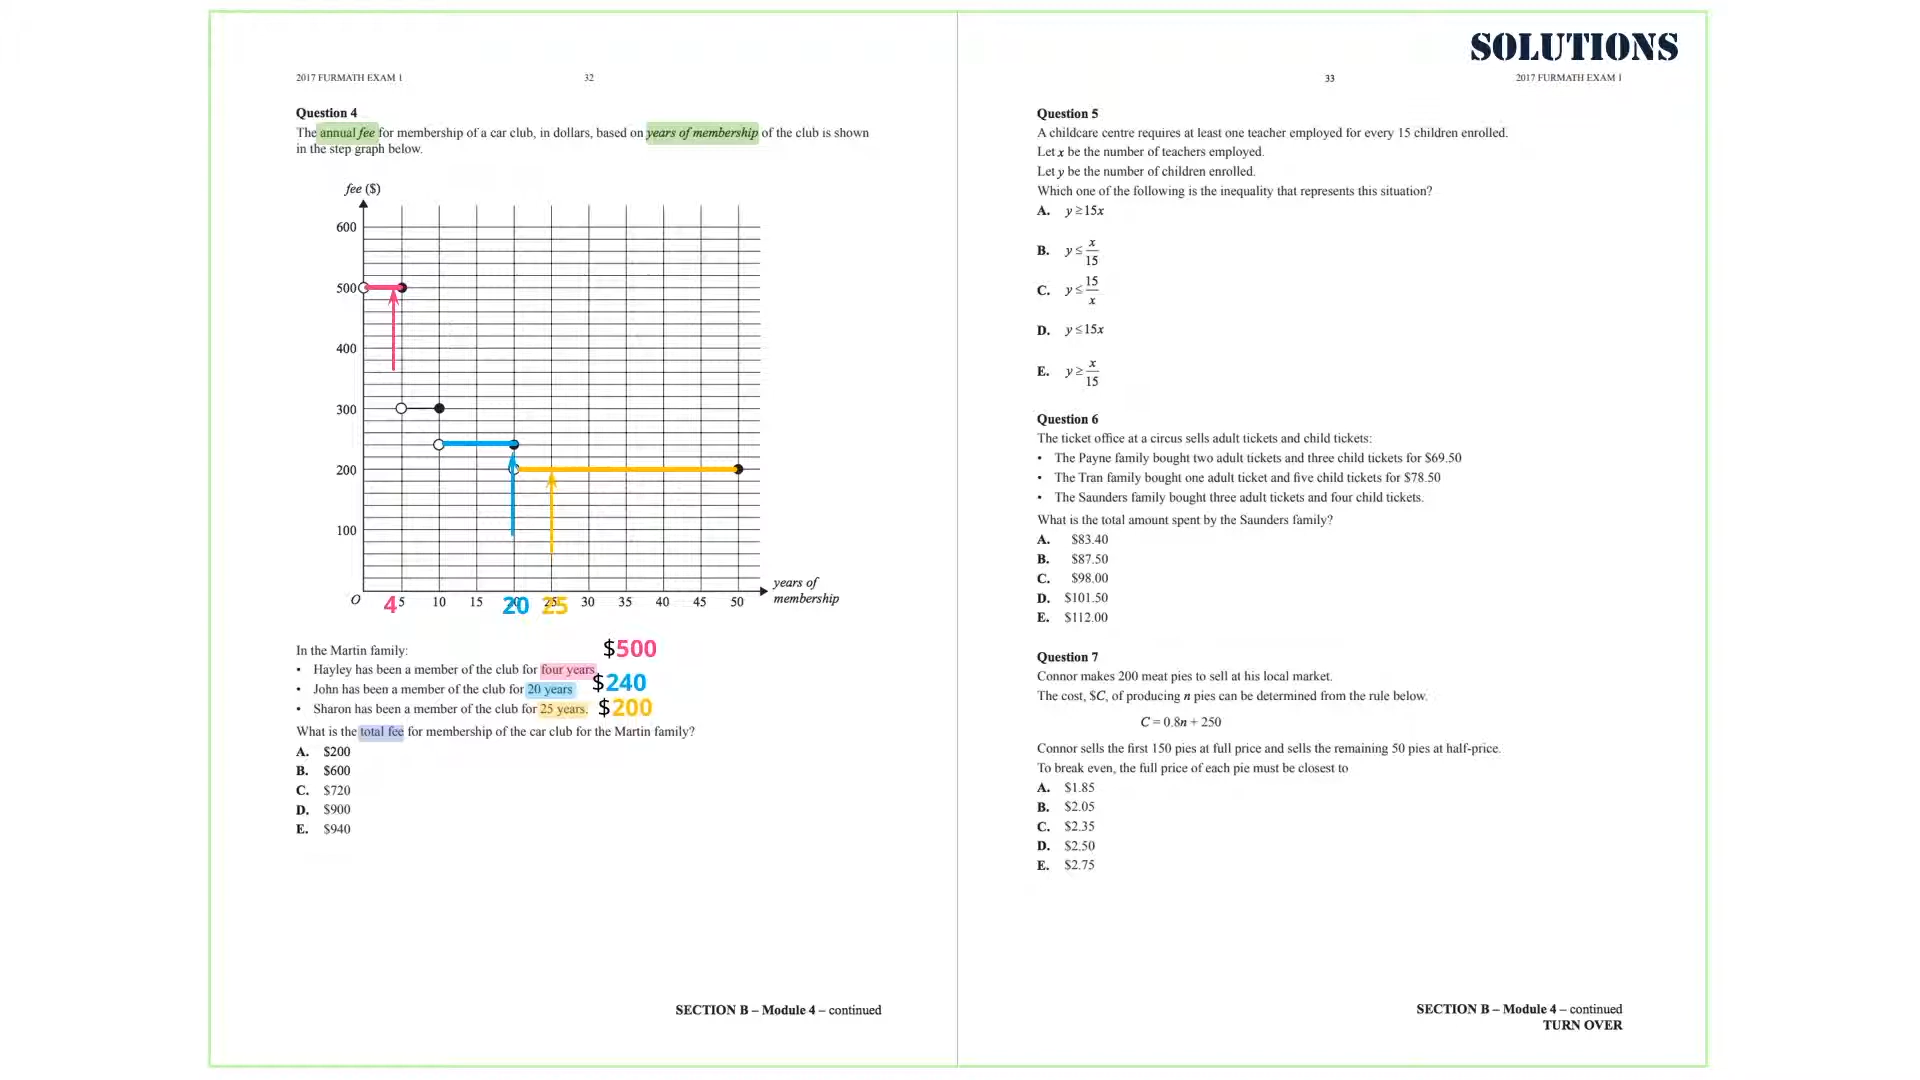 SOLUTIONS
2017 FURMATH EXAM 1
32
Question 4
The annual fee for membership of a car club, in dollars, based on years of membership of the club is shown
in the step graph below.
fee ($)
600
500
400
300
200
100
O
4
5
10
15
20
20
25
25
30
35
40
45
50
years of
membership
In the Martin family:
$500
• Hayley has been a member of the club for four years
• John has been a member of the club for 20 years
$240
• Sharon has been a member of the club for 25 years.
$200
What is the total fee for membership of the car club for the Martin family?
A. $200
B. $600
C. $720
D. $900
E. $940
SECTION B – Module 4 – continued
33
2017 FURMATH EXAM 1
Question 5
A childcare centre requires at least one teacher employed for every 15 children enrolled.
Let x be the number of teachers employed.
Let y be the number of children enrolled.
Which one of the following is the inequality that represents this situation?
A. y ≥ 15x
B. y ≤ x/15
C. y ≤ 15/x
D. y ≤ 15x
E. y ≥ x/15
Question 6
The ticket office at a circus sells adult tickets and child tickets:
• The Payne family bought two adult tickets and three child tickets for $69.50
• The Tran family bought one adult ticket and five child tickets for $78.50
• The Saunders family bought three adult tickets and four child tickets.
What is the total amount spent by the Saunders family?
A. $83.40
B. $87.50
C. $98.00
D. $101.50
E. $112.00
Question 7
Connor makes 200 meat pies to sell at his local market.
The cost, $C, of producing n pies can be determined from the rule below.
C = 0.8n + 250
Connor sells the first 150 pies at full price and sells the remaining 50 pies at half-price.
To break even, the full price of each pie must be closest to
A. $1.85
B. $2.05
C. $2.35
D. $2.50
E. $2.75
SECTION B – Module 4 – continued
TURN OVER